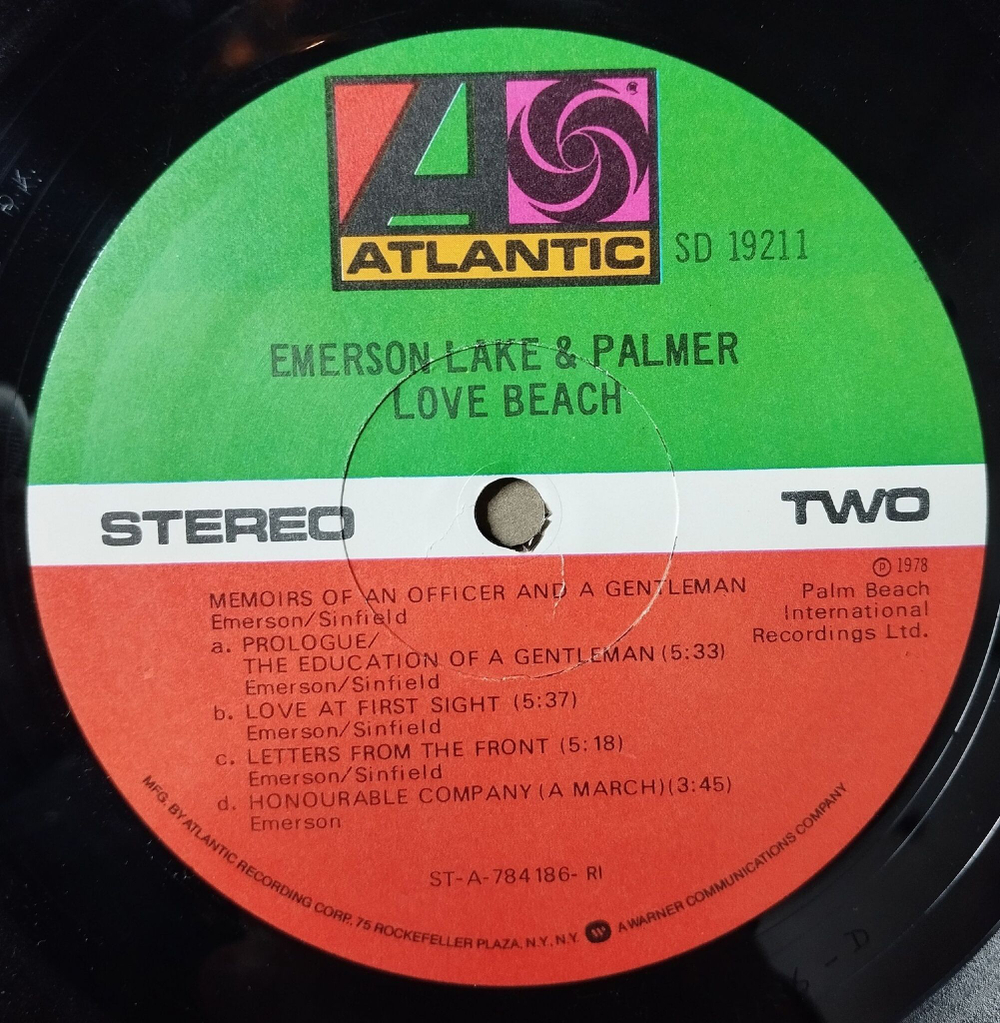 ATLANTIC
SD 19211
EMERSON LAKE & PALMER
LOVE BEACH
STEREO
TWO
℗ 1978
Palm Beach
International
Recordings Ltd.
MEMOIRS OF AN OFFICER AND A GENTLEMAN
Emerson/Sinfield
a. PROLOGUE/
THE EDUCATION OF A GENTLEMAN (5:33)
Emerson/Sinfield
b. LOVE AT FIRST SIGHT (5:37)
Emerson/Sinfield
c. LETTERS FROM THE FRONT (5:18)
Emerson/Sinfield
d. HONOURABLE COMPANY (A MARCH) (3:45)
Emerson
ST-A-784186- RI
MFG. BY ATLANTIC RECORDING CORP., 75 ROCKEFELLER PLAZA, N.Y., N.Y. A WARNER COMMUNICATIONS COMPANY